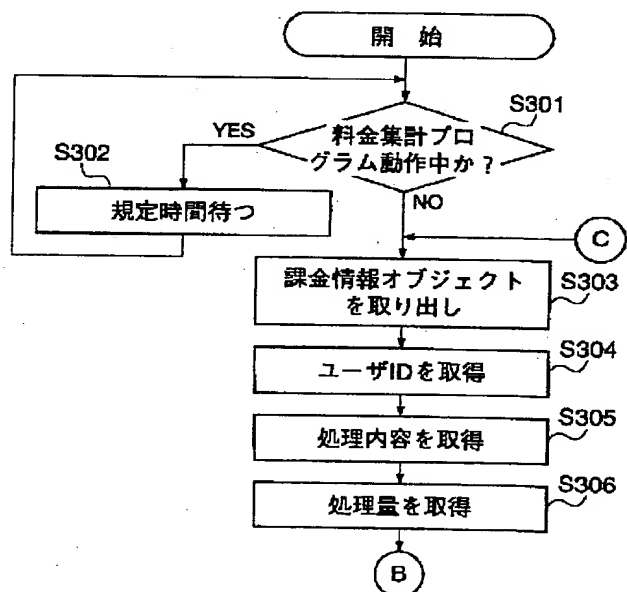 開 始
S301
料金集計プロ
グラム動作中か?
YES
S302
規定時間待つ
NO
C
課金情報オブジェクト
を取り出し
S303
S304
ユーザIDを取得
S305
処理内容を取得
S306
処理量を取得
B